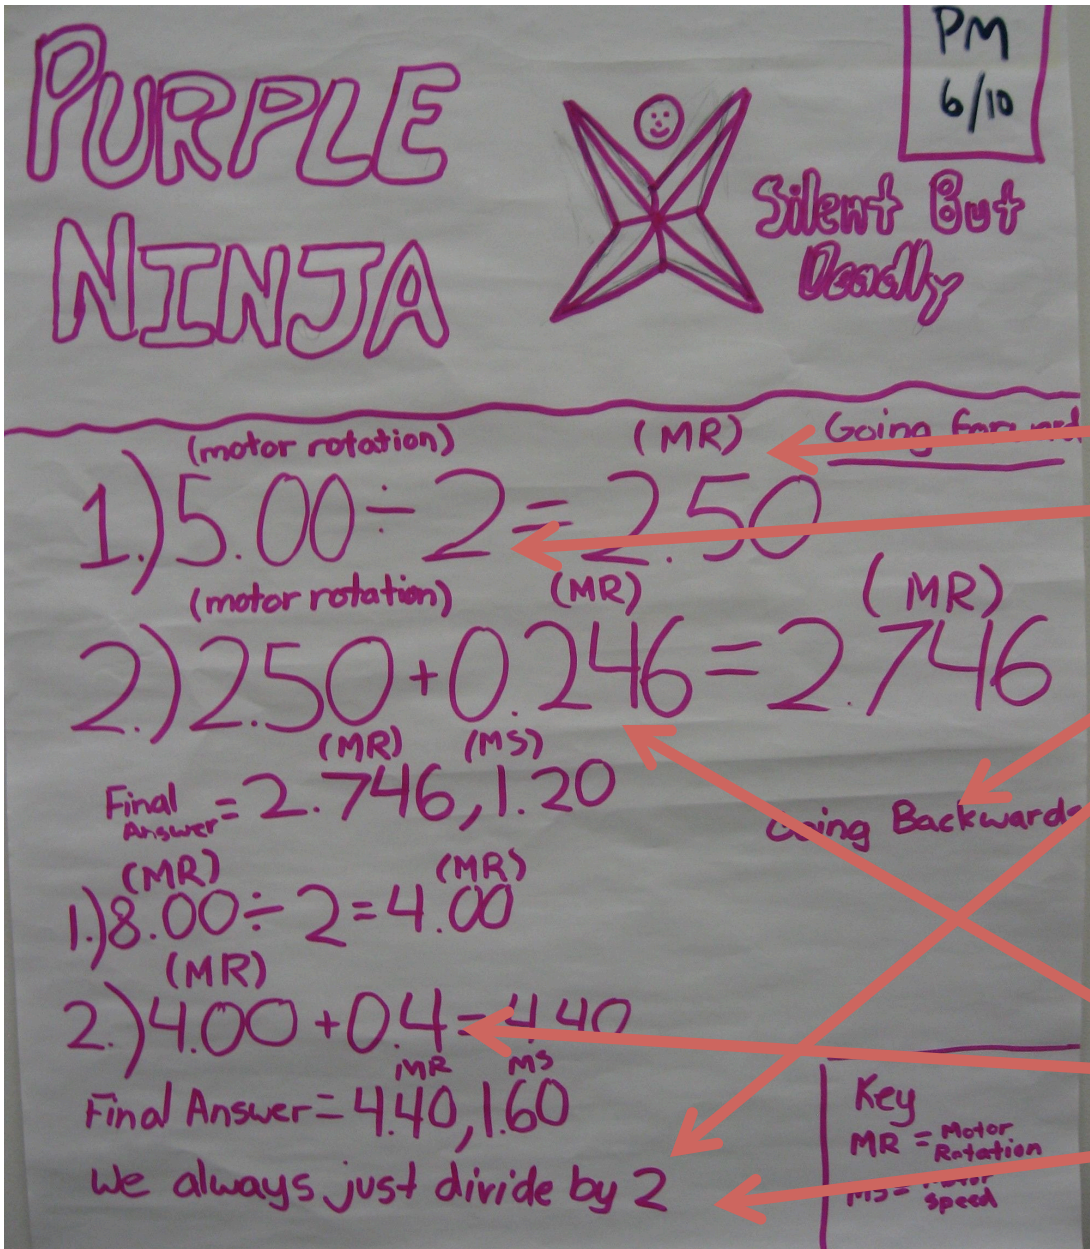 PURPLE
NINJA
PM
6/10
Silent But
Deadly
(motor rotation) (MR) Going Forward
1.) 5.00 ÷ 2 = 2.50
(motor rotation) (MR) (MR)
2.) 2.50 + 0.246 = 2.746
(MR) (MS)
Final Answer = 2.746, 1.20
Going Backwards
(MR) (MR)
1.) 8.00 ÷ 2 = 4.00
(MR)
2.) 4.00 + 0.4 = 4.40
MR MS
Final Answer = 4.40, 1.60
We always just divide by 2
Key
MR = Motor
Rotation
MS = Motor
Speed